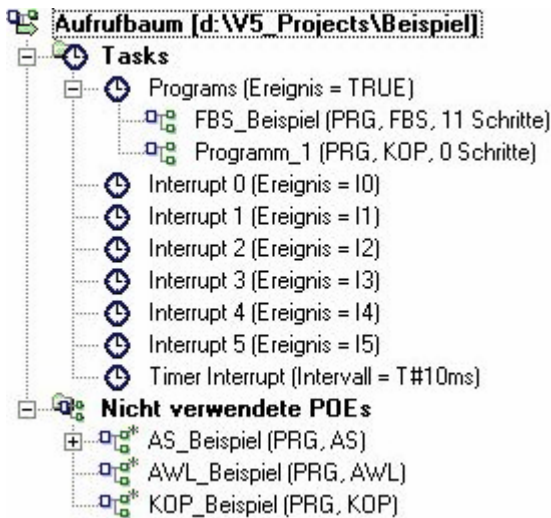 Aufrufbaum [d:\V5_Projects\Beispiel]
Tasks
Programs (Ereignis = TRUE)
FBS_Beispiel (PRG, FBS, 11 Schritte)
Programm_1 (PRG, KOP, 0 Schritte)
Interrupt 0 (Ereignis = I0)
Interrupt 1 (Ereignis = I1)
Interrupt 2 (Ereignis = I2)
Interrupt 3 (Ereignis = I3)
Interrupt 4 (Ereignis = I4)
Interrupt 5 (Ereignis = I5)
Timer Interrupt (Intervall = T#10ms)
Nicht verwendete POEs
AS_Beispiel (PRG, AS)
AWL_Beispiel (PRG, AWL)
KOP_Beispiel (PRG, KOP)